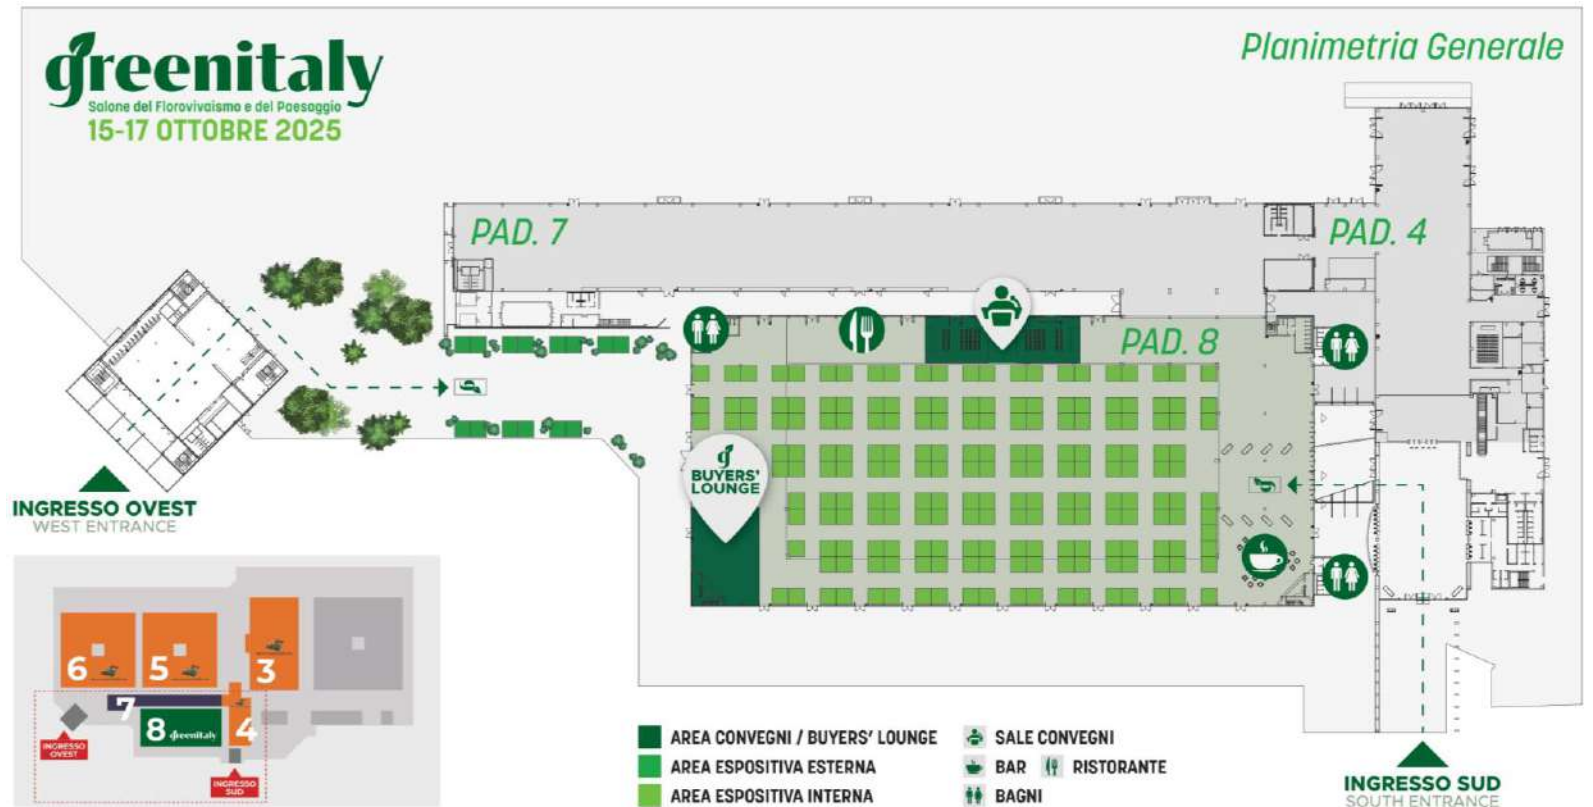 greenitaly
Salone del Florovivaismo e del Paesaggio
15-17 OTTOBRE 2025
Planimetria Generale
PAD. 7
PAD. 4
PAD. 8
BUYERS'
LOUNGE
INGRESSO OVEST
WEST ENTRANCE
6
5
3
7
8 greenitaly
4
INGRESSO
OVEST
INGRESSO
SUD
AREA CONVEGNI / BUYERS' LOUNGE
AREA ESPOSITIVA ESTERNA
AREA ESPOSITIVA INTERNA
SALE CONVEGNI
BAR
RISTORANTE
BAGNI
INGRESSO SUD
SOUTH ENTRANCE